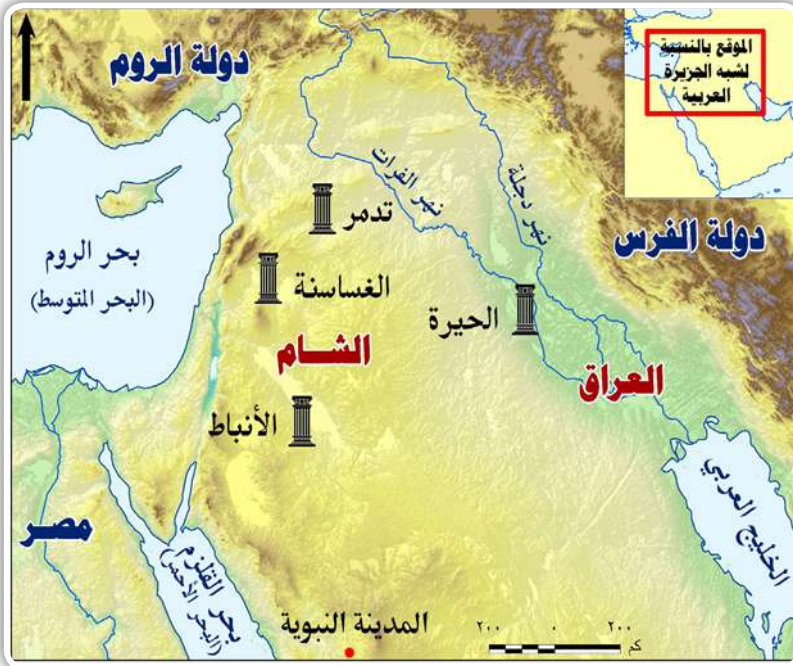 الموقع بالنسبة
لشبه الجزيرة
العربية
دولة الروم
دولة الفرس
نهر الفرات
نهر دجلة
تدمر
بحر الروم
(البحر المتوسط)
الغساسنة
الحيرة
الشام
العراق
الأنباط
مصر
الخليج العربي
بحر القلزم
(البحر الأحمر)
المدينة النبوية
٢٠٠ ٠ ٢٠٠
كم